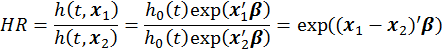 HR = h(t, x₁) / h(t, x₂) = h₀(t)exp(x₁′β) / h₀(t)exp(x₂′β) = exp((x₁ − x₂)′β)